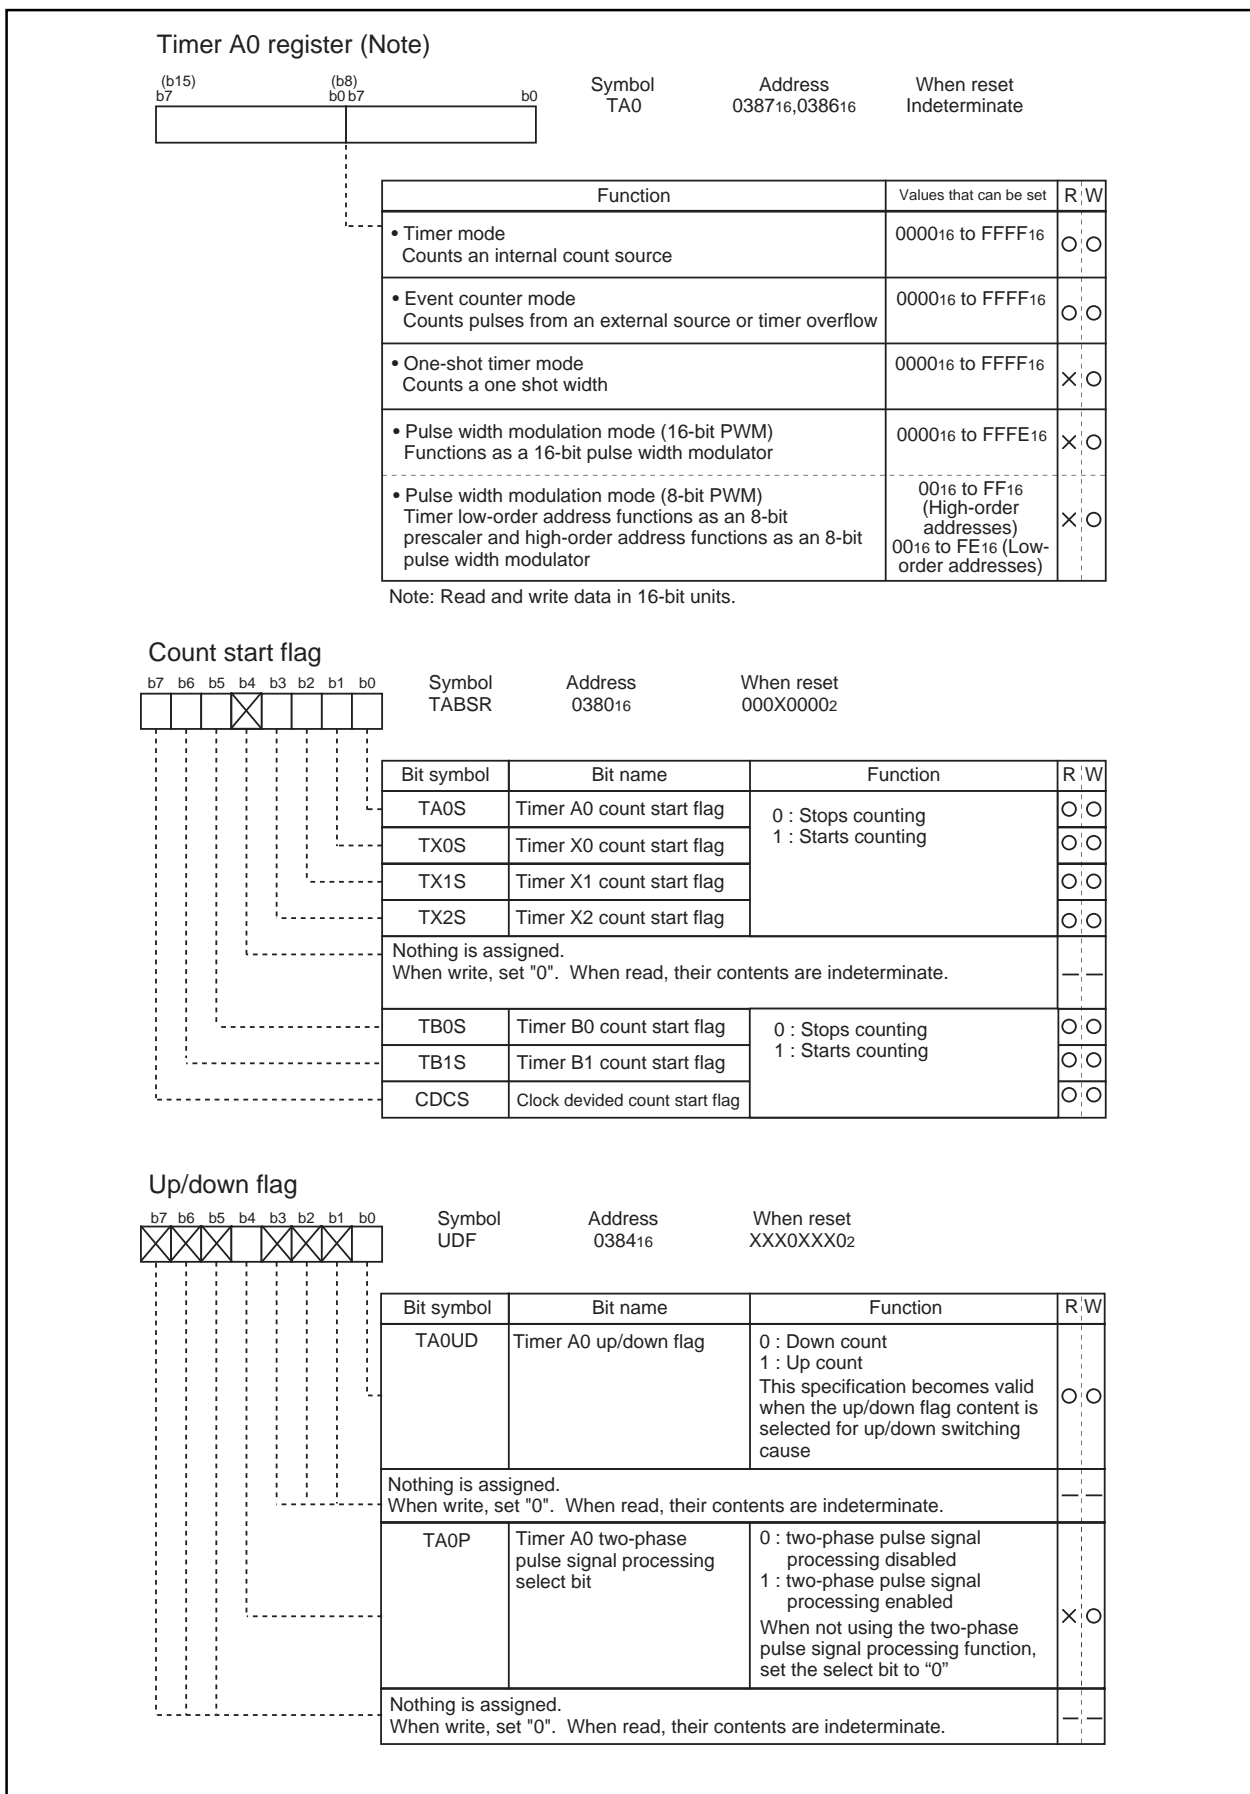 Timer A0 register (Note)
(b15) (b8)
b7 b0 b7 b0
Symbol Address When reset
TA0 038716,038616 Indeterminate
Function Values that can be set R W
• Timer mode 000016 to FFFF16
Counts an internal count source
• Event counter mode 000016 to FFFF16
Counts pulses from an external source or timer overflow
• One-shot timer mode 000016 to FFFF16
Counts a one shot width
• Pulse width modulation mode (16-bit PWM) 000016 to FFFE16
Functions as a 16-bit pulse width modulator
• Pulse width modulation mode (8-bit PWM)
Timer low-order address functions as an 8-bit
prescaler and high-order address functions as an 8-bit
pulse width modulator
0016 to FF16
(High-order
addresses)
0016 to FE16 (Low-
order addresses)
Note: Read and write data in 16-bit units.
Count start flag
b7 b6 b5 b4 b3 b2 b1 b0
Symbol Address When reset
TABSR 038016 000X00002
Bit symbol Bit name Function R W
TA0S Timer A0 count start flag
0 : Stops counting
1 : Starts counting
TX0S Timer X0 count start flag
TX1S Timer X1 count start flag
TX2S Timer X2 count start flag
Nothing is assigned.
When write, set "0". When read, their contents are indeterminate.
TB0S Timer B0 count start flag
0 : Stops counting
1 : Starts counting
TB1S Timer B1 count start flag
CDCS Clock devided count start flag
Up/down flag
b7 b6 b5 b4 b3 b2 b1 b0
Symbol Address When reset
UDF 038416 XXX0XXX02
Bit symbol Bit name Function R W
TA0UD Timer A0 up/down flag
0 : Down count
1 : Up count
This specification becomes valid
when the up/down flag content is
selected for up/down switching
cause
Nothing is assigned.
When write, set "0". When read, their contents are indeterminate.
TA0P
Timer A0 two-phase
pulse signal processing
select bit
0 : two-phase pulse signal
processing disabled
1 : two-phase pulse signal
processing enabled
When not using the two-phase
pulse signal processing function,
set the select bit to “0”
Nothing is assigned.
When write, set "0". When read, their contents are indeterminate.